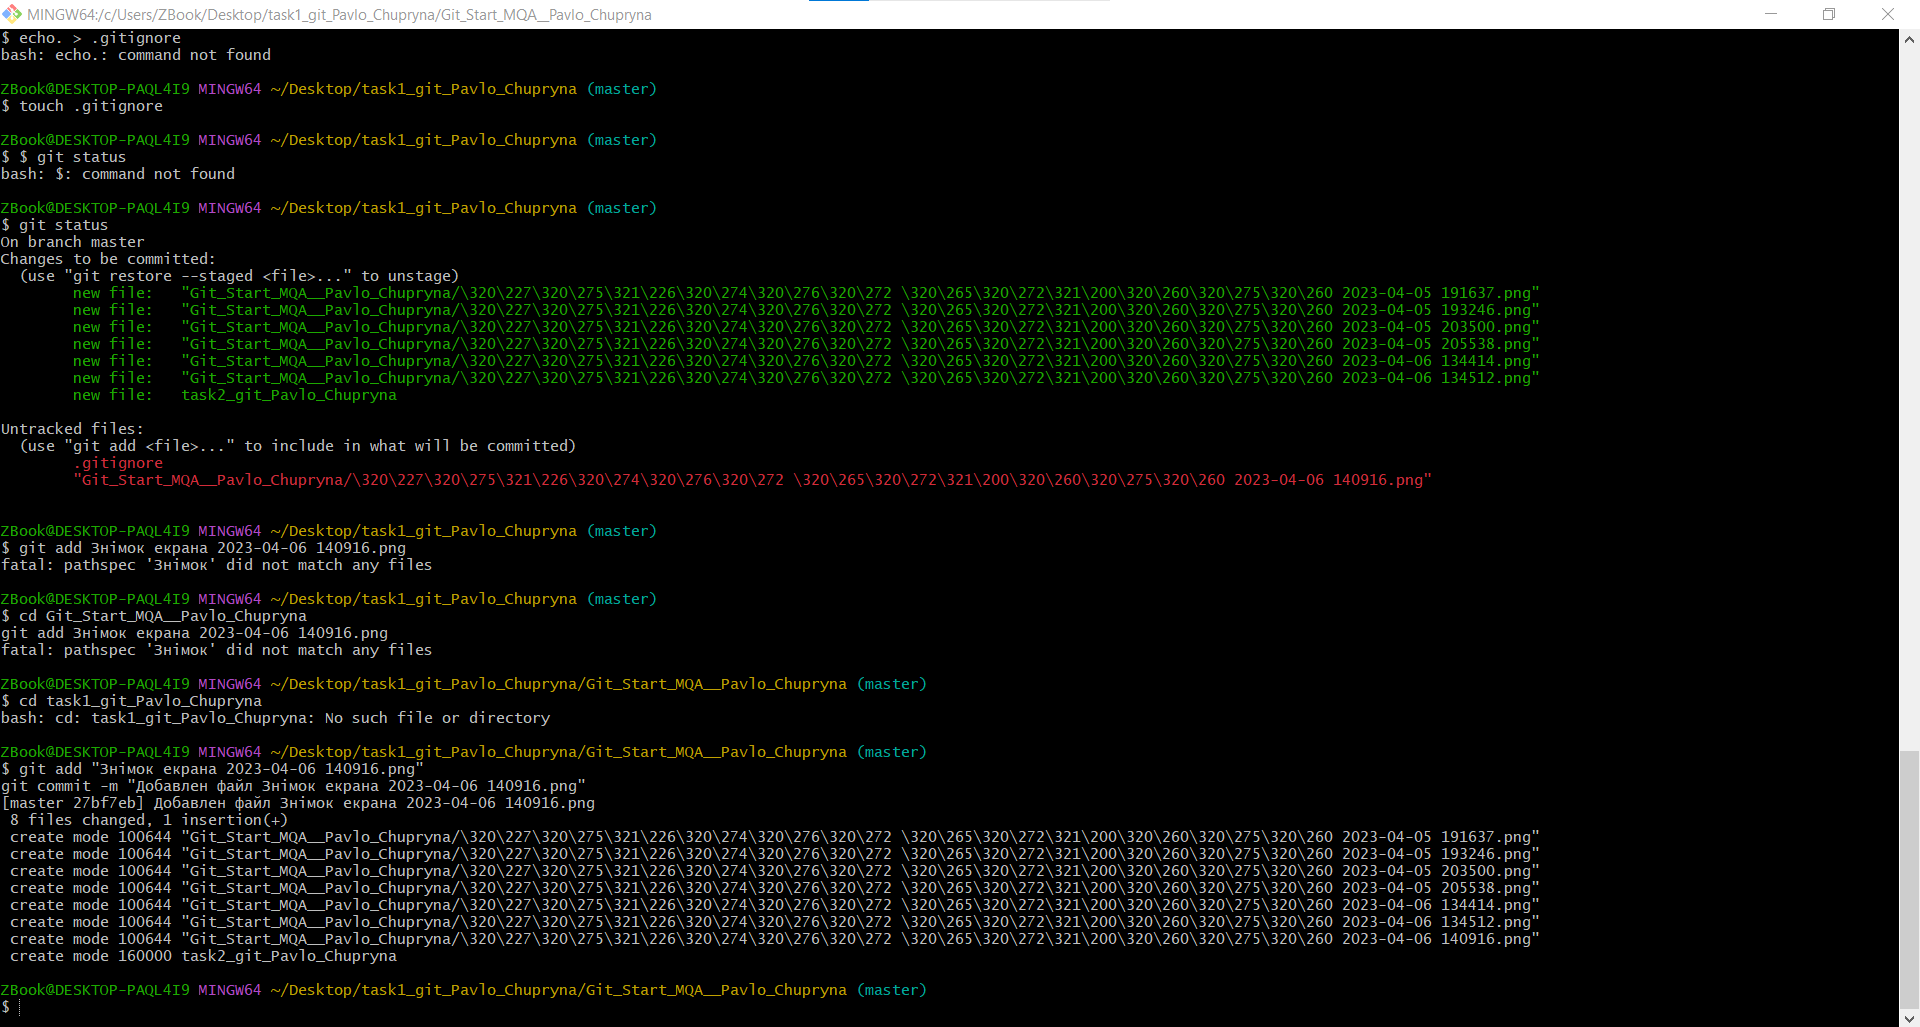 MINGW64:/c/Users/ZBook/Desktop/task1_git_Pavlo_Chupryna/Git_Start_MQA__Pavlo_Chupryna
$ echo. > .gitignore
bash: echo.: command not found
ZBook@DESKTOP-PAQL4I9 MINGW64 ~/Desktop/task1_git_Pavlo_Chupryna (master)
$ touch .gitignore
ZBook@DESKTOP-PAQL4I9 MINGW64 ~/Desktop/task1_git_Pavlo_Chupryna (master)
$ $ git status
bash: $: command not found
ZBook@DESKTOP-PAQL4I9 MINGW64 ~/Desktop/task1_git_Pavlo_Chupryna (master)
$ git status
On branch master
Changes to be committed:
  (use "git restore --staged <file>..." to unstage)
        new file:   "Git_Start_MQA__Pavlo_Chupryna/\320\227\320\275\321\226\320\274\320\276\320\272 \320\265\320\272\321\200\320\260\320\275\320\260 2023-04-05 191637.png"
        new file:   "Git_Start_MQA__Pavlo_Chupryna/\320\227\320\275\321\226\320\274\320\276\320\272 \320\265\320\272\321\200\320\260\320\275\320\260 2023-04-05 193246.png"
        new file:   "Git_Start_MQA__Pavlo_Chupryna/\320\227\320\275\321\226\320\274\320\276\320\272 \320\265\320\272\321\200\320\260\320\275\320\260 2023-04-05 203500.png"
        new file:   "Git_Start_MQA__Pavlo_Chupryna/\320\227\320\275\321\226\320\274\320\276\320\272 \320\265\320\272\321\200\320\260\320\275\320\260 2023-04-05 205538.png"
        new file:   "Git_Start_MQA__Pavlo_Chupryna/\320\227\320\275\321\226\320\274\320\276\320\272 \320\265\320\272\321\200\320\260\320\275\320\260 2023-04-06 134414.png"
        new file:   "Git_Start_MQA__Pavlo_Chupryna/\320\227\320\275\321\226\320\274\320\276\320\272 \320\265\320\272\321\200\320\260\320\275\320\260 2023-04-06 134512.png"
        new file:   task2_git_Pavlo_Chupryna
Untracked files:
  (use "git add <file>..." to include in what will be committed)
        .gitignore
        "Git_Start_MQA__Pavlo_Chupryna/\320\227\320\275\321\226\320\274\320\276\320\272 \320\265\320\272\321\200\320\260\320\275\320\260 2023-04-06 140916.png"
ZBook@DESKTOP-PAQL4I9 MINGW64 ~/Desktop/task1_git_Pavlo_Chupryna (master)
$ git add Знімок екрана 2023-04-06 140916.png
fatal: pathspec 'Знімок' did not match any files
ZBook@DESKTOP-PAQL4I9 MINGW64 ~/Desktop/task1_git_Pavlo_Chupryna (master)
$ cd Git_Start_MQA__Pavlo_Chupryna
git add Знімок екрана 2023-04-06 140916.png
fatal: pathspec 'Знімок' did not match any files
ZBook@DESKTOP-PAQL4I9 MINGW64 ~/Desktop/task1_git_Pavlo_Chupryna/Git_Start_MQA__Pavlo_Chupryna (master)
$ cd task1_git_Pavlo_Chupryna
bash: cd: task1_git_Pavlo_Chupryna: No such file or directory
ZBook@DESKTOP-PAQL4I9 MINGW64 ~/Desktop/task1_git_Pavlo_Chupryna/Git_Start_MQA__Pavlo_Chupryna (master)
$ git add "Знімок екрана 2023-04-06 140916.png"
git commit -m "Добавлен файл Знімок екрана 2023-04-06 140916.png"
[master 27bf7eb] Добавлен файл Знімок екрана 2023-04-06 140916.png
 8 files changed, 1 insertion(+)
 create mode 100644 "Git_Start_MQA__Pavlo_Chupryna/\320\227\320\275\321\226\320\274\320\276\320\272 \320\265\320\272\321\200\320\260\320\275\320\260 2023-04-05 191637.png"
 create mode 100644 "Git_Start_MQA__Pavlo_Chupryna/\320\227\320\275\321\226\320\274\320\276\320\272 \320\265\320\272\321\200\320\260\320\275\320\260 2023-04-05 193246.png"
 create mode 100644 "Git_Start_MQA__Pavlo_Chupryna/\320\227\320\275\321\226\320\274\320\276\320\272 \320\265\320\272\321\200\320\260\320\275\320\260 2023-04-05 203500.png"
 create mode 100644 "Git_Start_MQA__Pavlo_Chupryna/\320\227\320\275\321\226\320\274\320\276\320\272 \320\265\320\272\321\200\320\260\320\275\320\260 2023-04-05 205538.png"
 create mode 100644 "Git_Start_MQA__Pavlo_Chupryna/\320\227\320\275\321\226\320\274\320\276\320\272 \320\265\320\272\321\200\320\260\320\275\320\260 2023-04-06 134414.png"
 create mode 100644 "Git_Start_MQA__Pavlo_Chupryna/\320\227\320\275\321\226\320\274\320\276\320\272 \320\265\320\272\321\200\320\260\320\275\320\260 2023-04-06 134512.png"
 create mode 100644 "Git_Start_MQA__Pavlo_Chupryna/\320\227\320\275\321\226\320\274\320\276\320\272 \320\265\320\272\321\200\320\260\320\275\320\260 2023-04-06 140916.png"
 create mode 160000 task2_git_Pavlo_Chupryna
ZBook@DESKTOP-PAQL4I9 MINGW64 ~/Desktop/task1_git_Pavlo_Chupryna/Git_Start_MQA__Pavlo_Chupryna (master)
$